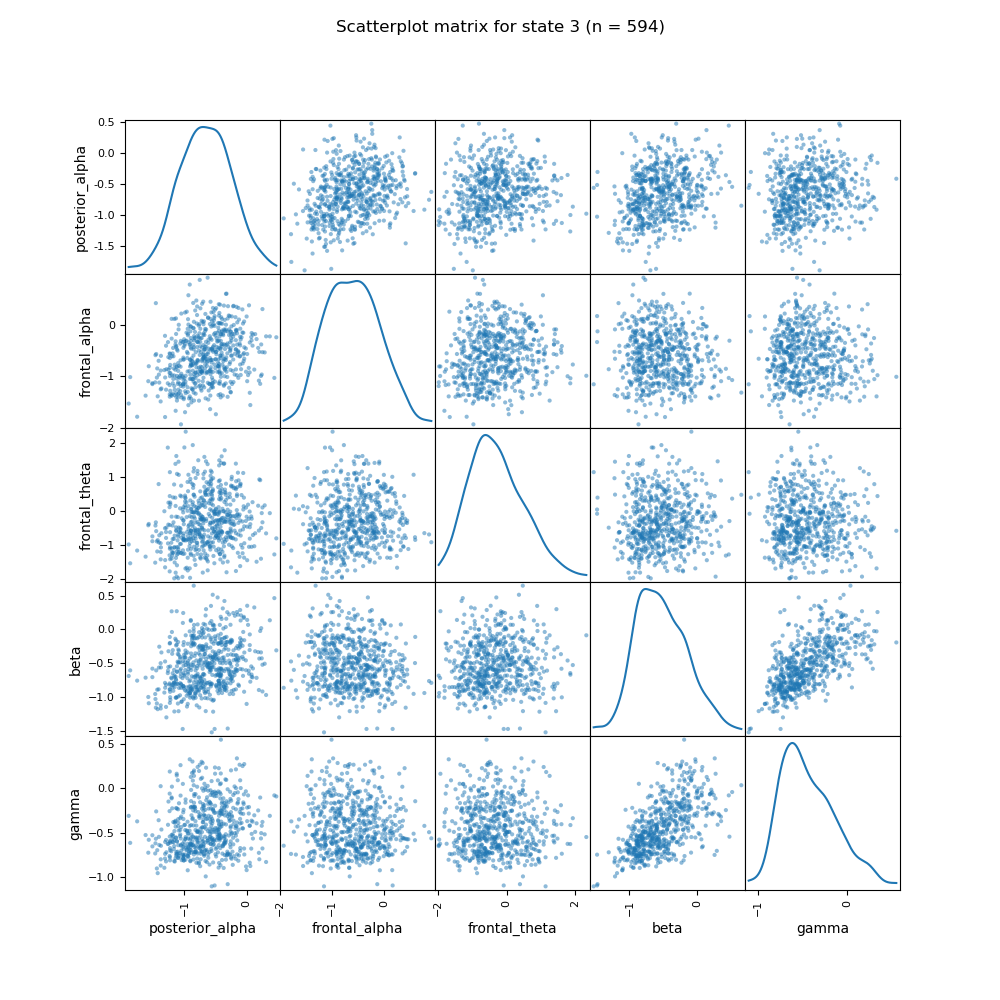 Scatterplot matrix for state 3 (n = 594)
0.5
0.0
−0.5
−1.0
−1.5
posterior_alpha
0
−1
−2
frontal_alpha
2
1
0
−1
−2
frontal_theta
0.5
0.0
−0.5
−1.0
−1.5
beta
0.5
0.0
−0.5
−1.0
gamma
−1 0 −2 −1 0 −2 0 2 −1 0 −1 0
posterior_alpha frontal_alpha frontal_theta beta gamma